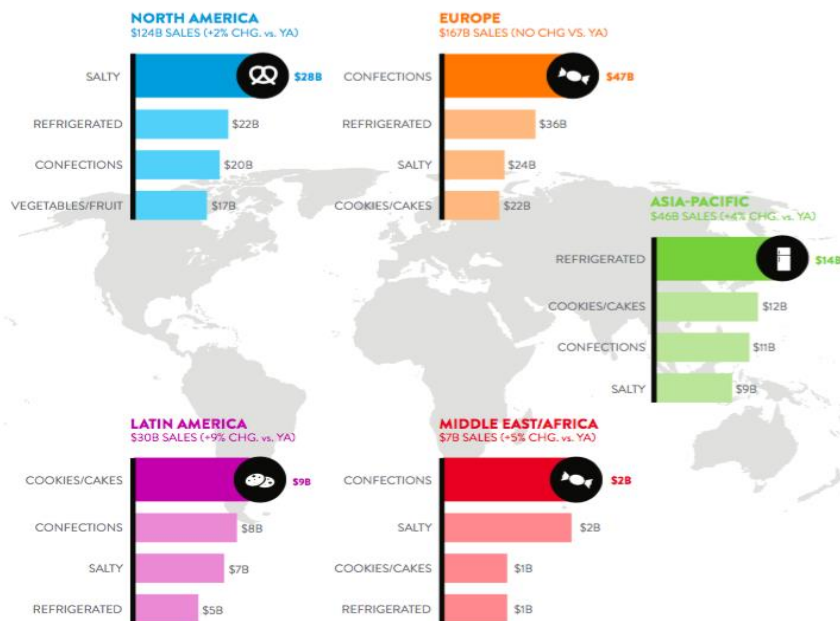 NORTH AMERICA
$124B SALES (+2% CHG. vs. YA)
SALTY $28B
REFRIGERATED $22B
CONFECTIONS $20B
VEGETABLES/FRUIT $17B
EUROPE
$167B SALES (NO CHG VS. YA)
CONFECTIONS $47B
REFRIGERATED $36B
SALTY $24B
COOKIES/CAKES $22B
ASIA-PACIFIC
$46B SALES (+4% CHG. vs. YA)
REFRIGERATED $14B
COOKIES/CAKES $12B
CONFECTIONS $11B
SALTY $9B
LATIN AMERICA
$30B SALES (+9% CHG. vs. YA)
COOKIES/CAKES $9B
CONFECTIONS $8B
SALTY $7B
REFRIGERATED $5B
MIDDLE EAST/AFRICA
$7B SALES (+5% CHG. vs. YA)
CONFECTIONS $2B
SALTY $2B
COOKIES/CAKES $1B
REFRIGERATED $1B